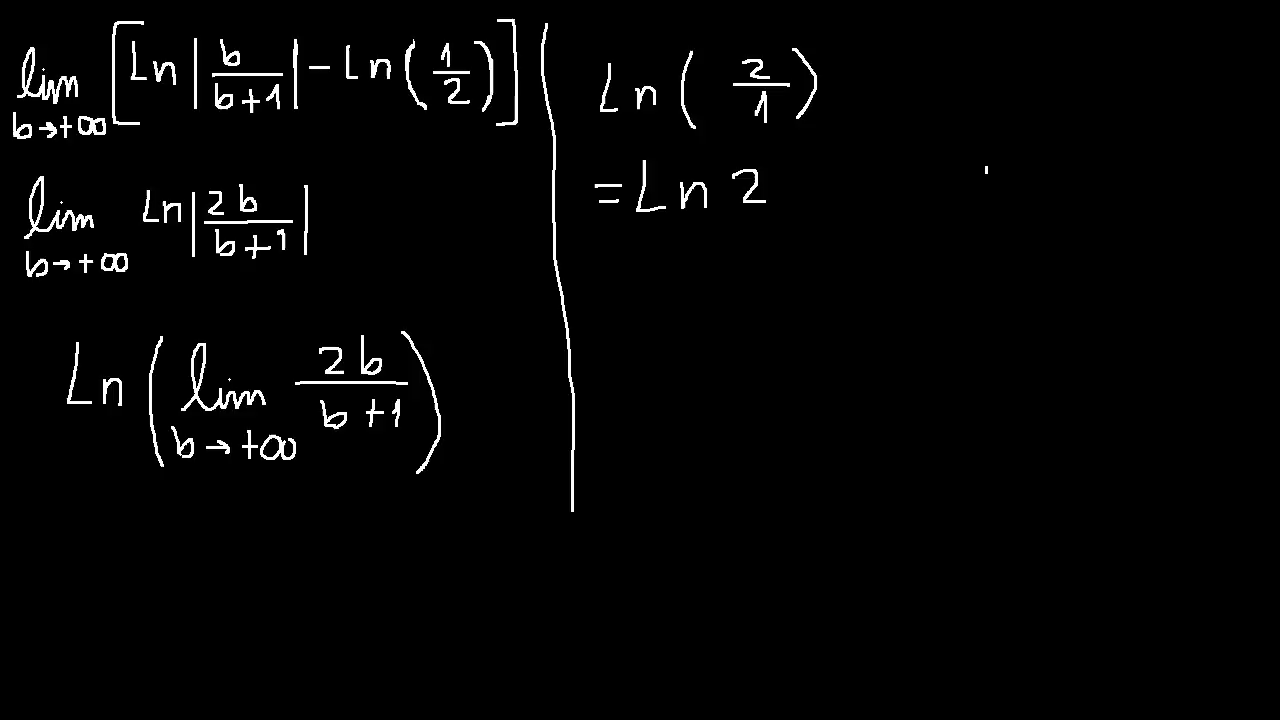 lim b→+∞ [Ln|b/(b+1)| - Ln(1/2)]
lim b→+∞ Ln|2b/(b+1)|
Ln(lim b→+∞ 2b/(b+1))
Ln(2/1)
=Ln 2